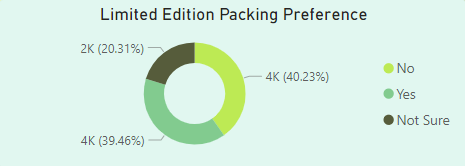 Limited Edition Packing Preference
2K (20.31%)
4K (40.23%)
4K (39.46%)
No
Yes
Not Sure